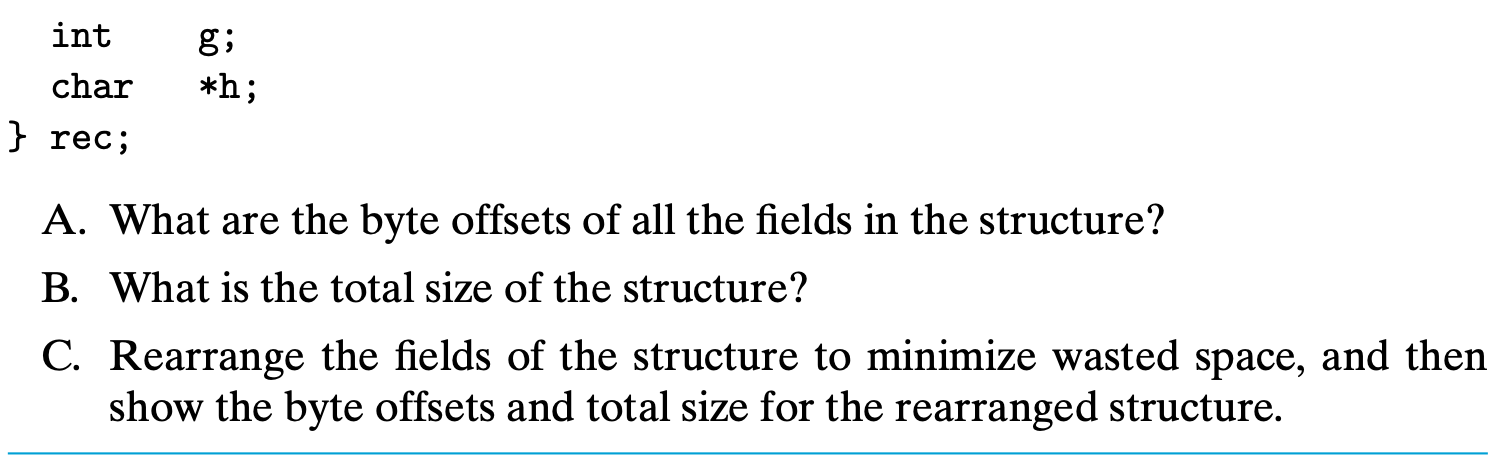 int g;
char *h;
} rec;
A. What are the byte offsets of all the fields in the structure?
B. What is the total size of the structure?
C. Rearrange the fields of the structure to minimize wasted space, and then
show the byte offsets and total size for the rearranged structure.